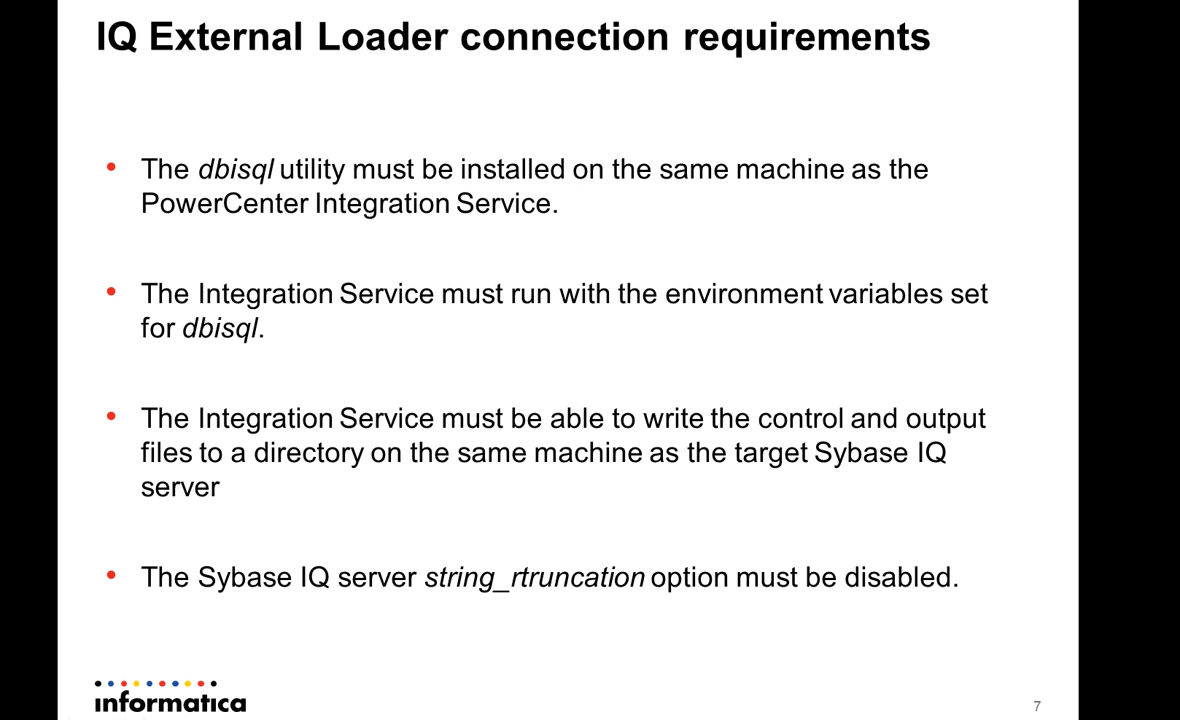 IQ External Loader connection requirements
• The dbisql utility must be installed on the same machine as the
PowerCenter Integration Service.
• The Integration Service must run with the environment variables set
for dbisql.
• The Integration Service must be able to write the control and output
files to a directory on the same machine as the target Sybase IQ
server
• The Sybase IQ server string_rtruncation option must be disabled.
informatica
7